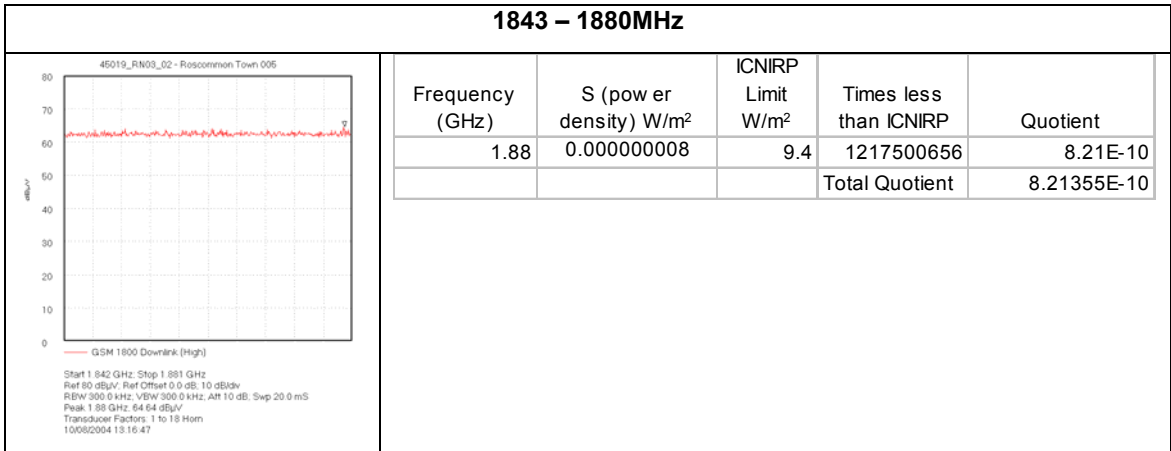 1843 – 1880MHz
45019_RN03_02 - Roscommon Town 005
80
70
60
50
40
30
20
10
0
dBµV
GSM 1800 Downlink (High)
Start 1.842 GHz; Stop 1.881 GHz
Ref 80 dBµV; Ref Offset 0.0 dB; 10 dB/div
RBW 300.0 kHz; VBW 300.0 kHz; Att 10 dB; Swp 20.0 mS
Peak 1.88 GHz, 64.64 dBµV
Transducer Factors: 1 to 18 Horn
10/08/2004 13:16:47
Frequency (GHz) S (pow er density) W/m² ICNIRP Limit W/m² Times less than ICNIRP Quotient
1.88 0.000000008 9.4 1217500656 8.21E-10
Total Quotient 8.21355E-10